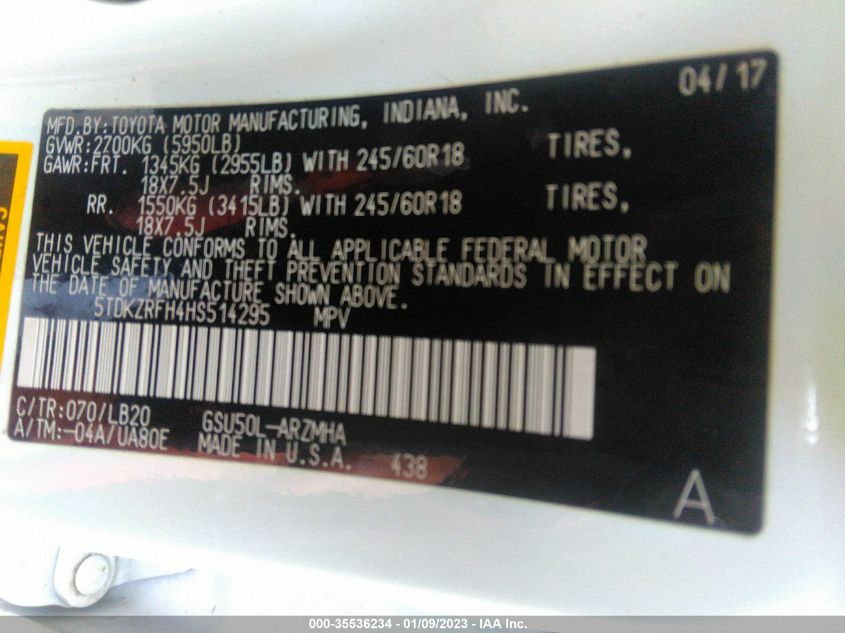 04/17
MFD.BY:TOYOTA MOTOR MANUFACTURING, INDIANA, INC.
GVWR:2700KG (5950LB)
GAWR:FRT. 1345KG (2955LB) WITH 245/60R18 TIRES,
18X7.5J RIMS.
RR. 1550KG (3415LB) WITH 245/60R18 TIRES,
18X7.5J RIMS.
THIS VEHICLE CONFORMS TO ALL APPLICABLE FEDERAL MOTOR
VEHICLE SAFETY AND THEFT PREVENTION STANDARDS IN EFFECT ON
THE DATE OF MANUFACTURE SHOWN ABOVE.
5TDKZRFH4HS514295 MPV
C/TR:070/LB20 GSU50L-ARZMHA
A/TM:-04A/UA80E MADE IN U.S.A. 438
A
000-35536234 - 01/09/2023 - IAA Inc.